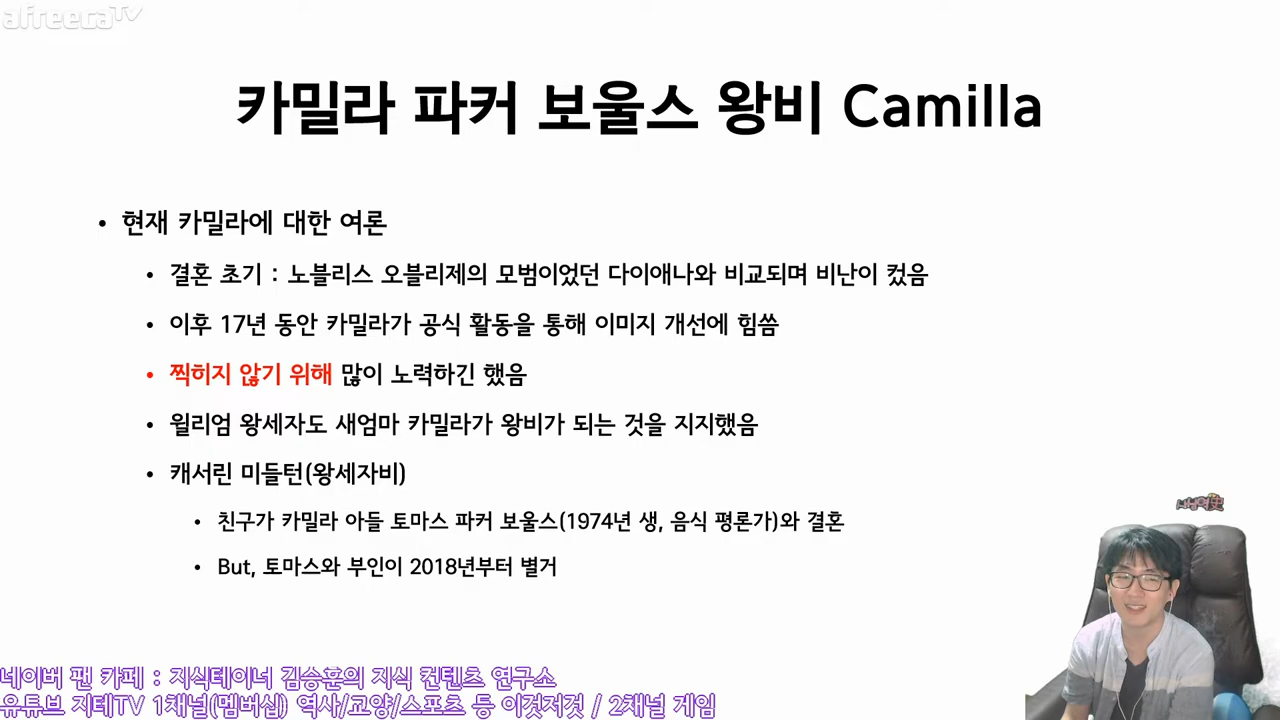 afreecaTV
카밀라 파커 보울스 왕비 Camilla
• 현재 카밀라에 대한 여론
• 결혼 초기 : 노블리스 오블리제의 모범이었던 다이애나와 비교되며 비난이 컸음
• 이후 17년 동안 카밀라가 공식 활동을 통해 이미지 개선에 힘씀
• 찍히지 않기 위해 많이 노력하긴 했음
• 윌리엄 왕세자도 새엄마 카밀라가 왕비가 되는 것을 지지했음
• 캐서린 미들턴(왕세자비)
• 친구가 카밀라 아들 토마스 파커 보울스(1974년 생, 음식 평론가)와 결혼
• But, 토마스와 부인이 2018년부터 별거
네이버 팬 카페 : 지식테이너 김승훈의 지식 컨텐츠 연구소
유튜브 지테TV 1채널(멤버십) 역사/교양/스포츠 등 이것저것 / 2채널 게임